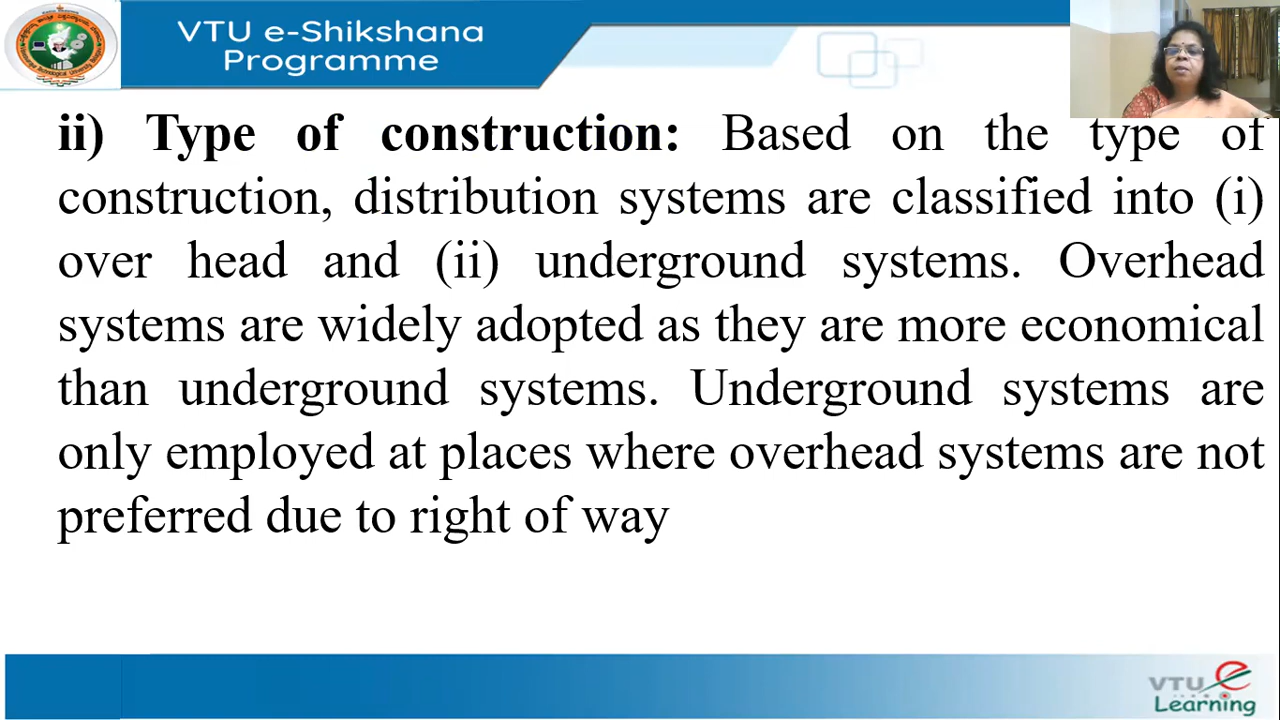 VTU e-Shikshana
Programme
ii) Type of construction: Based on the type of
construction, distribution systems are classified into (i)
over head and (ii) underground systems. Overhead
systems are widely adopted as they are more economical
than underground systems. Underground systems are
only employed at places where overhead systems are not
preferred due to right of way
VTU e
Learning